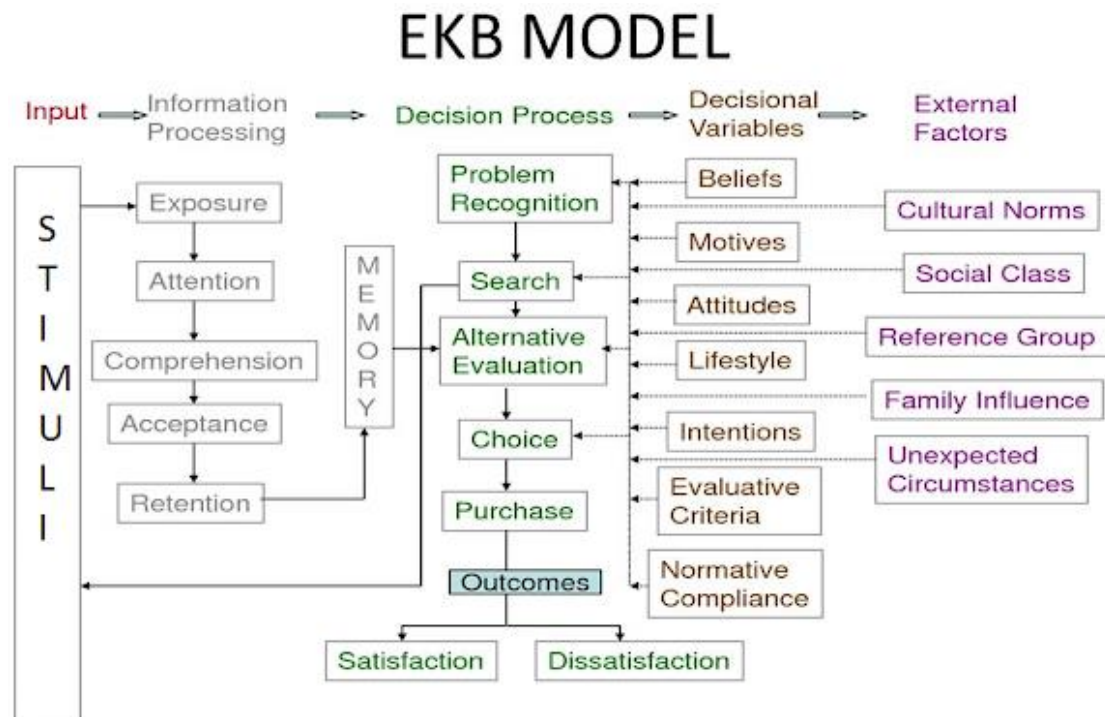 EKB MODEL
Input
Information
Processing
Decision Process
Decisional
Variables
External
Factors
STIMULI
Exposure
Attention
Comprehension
Acceptance
Retention
MEMORY
Problem
Recognition
Search
Alternative
Evaluation
Choice
Purchase
Outcomes
Satisfaction
Dissatisfaction
Beliefs
Motives
Attitudes
Lifestyle
Intentions
Evaluative
Criteria
Normative
Compliance
Cultural Norms
Social Class
Reference Group
Family Influence
Unexpected
Circumstances